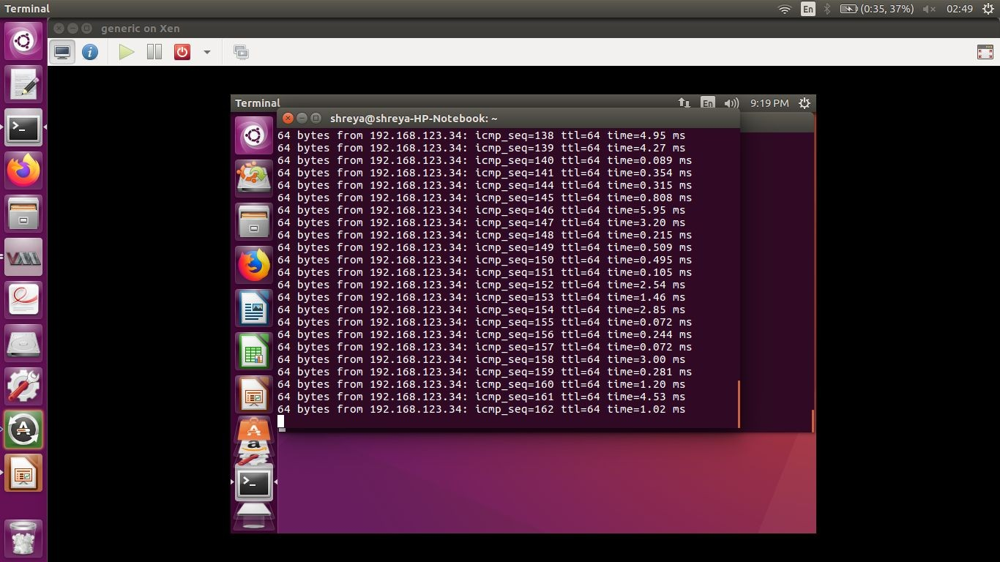 Terminal
En
(0:35, 37%)
02:49
generic on Xen
Terminal
En
9:19 PM
shreya@shreya-HP-Notebook: ~
64 bytes from 192.168.123.34: icmp_seq=138 ttl=64 time=4.95 ms
64 bytes from 192.168.123.34: icmp_seq=139 ttl=64 time=4.27 ms
64 bytes from 192.168.123.34: icmp_seq=140 ttl=64 time=0.089 ms
64 bytes from 192.168.123.34: icmp_seq=141 ttl=64 time=0.354 ms
64 bytes from 192.168.123.34: icmp_seq=144 ttl=64 time=0.315 ms
64 bytes from 192.168.123.34: icmp_seq=145 ttl=64 time=0.808 ms
64 bytes from 192.168.123.34: icmp_seq=146 ttl=64 time=5.95 ms
64 bytes from 192.168.123.34: icmp_seq=147 ttl=64 time=3.20 ms
64 bytes from 192.168.123.34: icmp_seq=148 ttl=64 time=0.215 ms
64 bytes from 192.168.123.34: icmp_seq=149 ttl=64 time=0.509 ms
64 bytes from 192.168.123.34: icmp_seq=150 ttl=64 time=0.495 ms
64 bytes from 192.168.123.34: icmp_seq=151 ttl=64 time=0.105 ms
64 bytes from 192.168.123.34: icmp_seq=152 ttl=64 time=2.54 ms
64 bytes from 192.168.123.34: icmp_seq=153 ttl=64 time=1.46 ms
64 bytes from 192.168.123.34: icmp_seq=154 ttl=64 time=2.85 ms
64 bytes from 192.168.123.34: icmp_seq=155 ttl=64 time=0.072 ms
64 bytes from 192.168.123.34: icmp_seq=156 ttl=64 time=0.244 ms
64 bytes from 192.168.123.34: icmp_seq=157 ttl=64 time=0.072 ms
64 bytes from 192.168.123.34: icmp_seq=158 ttl=64 time=3.00 ms
64 bytes from 192.168.123.34: icmp_seq=159 ttl=64 time=0.281 ms
64 bytes from 192.168.123.34: icmp_seq=160 ttl=64 time=1.20 ms
64 bytes from 192.168.123.34: icmp_seq=161 ttl=64 time=4.53 ms
64 bytes from 192.168.123.34: icmp_seq=162 ttl=64 time=1.02 ms